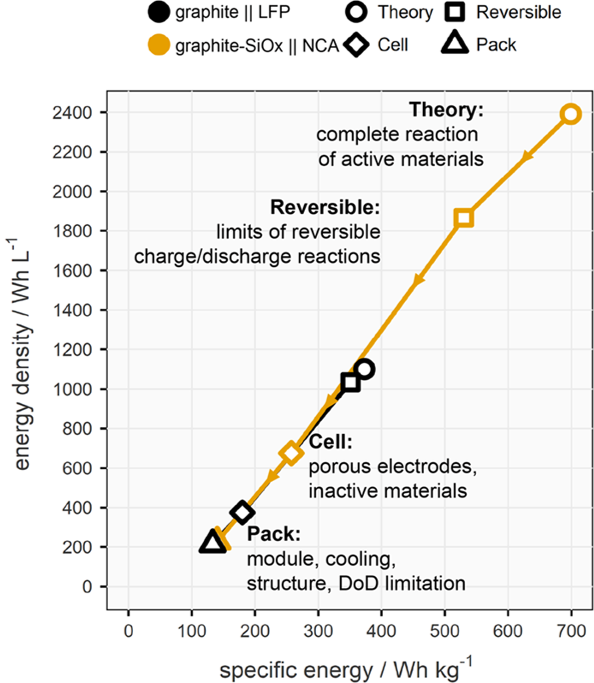 graphite || LFP
Theory
Reversible
graphite-SiOx || NCA
Cell
Pack
Theory:
complete reaction
of active materials
Reversible:
limits of reversible
charge/discharge reactions
Cell:
porous electrodes,
inactive materials
Pack:
module, cooling,
structure, DoD limitation
2400
2200
2000
1800
1600
1400
1200
1000
800
600
400
200
0
energy density / Wh L⁻¹
0 100 200 300 400 500 600 700
specific energy / Wh kg⁻¹